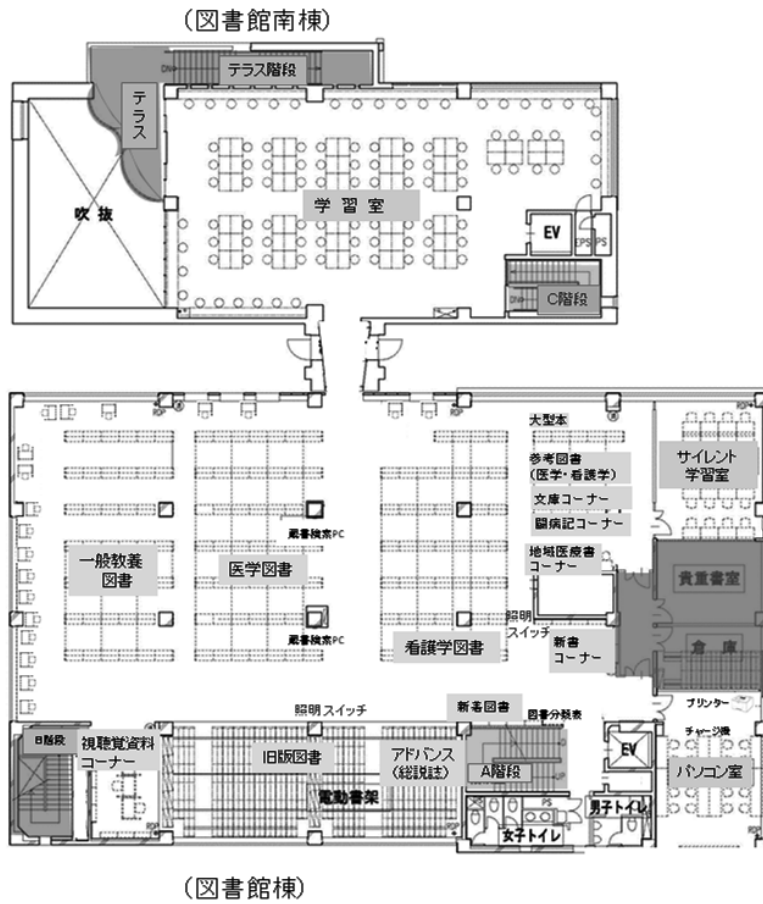 (図書館南棟)
テラス階段
DN
テラス
吹抜
学習室
EV
EPS
PS
DN
C階段
RDP
RDP
RDP
大型本
参考図書
(医学・看護学)
サイレント
学習室
文庫コーナー
闘病記コーナー
蔵書検索PC
一般教養
図書
医学図書
地域医療書
コーナー
貴重書室
照明
スイッチ
蔵書検索PC
看護学図書
新書
コーナー
倉庫
新着図書
図書分類表
プリンター
照明スイッチ
チャージ機
B階段
視聴覚資料
コーナー
旧版図書
アドバンス
(総説誌)
A階段
EV
パソコン室
電動書架
PS
男子トイレ
女子トイレ
RDP
RDP
(図書館棟)